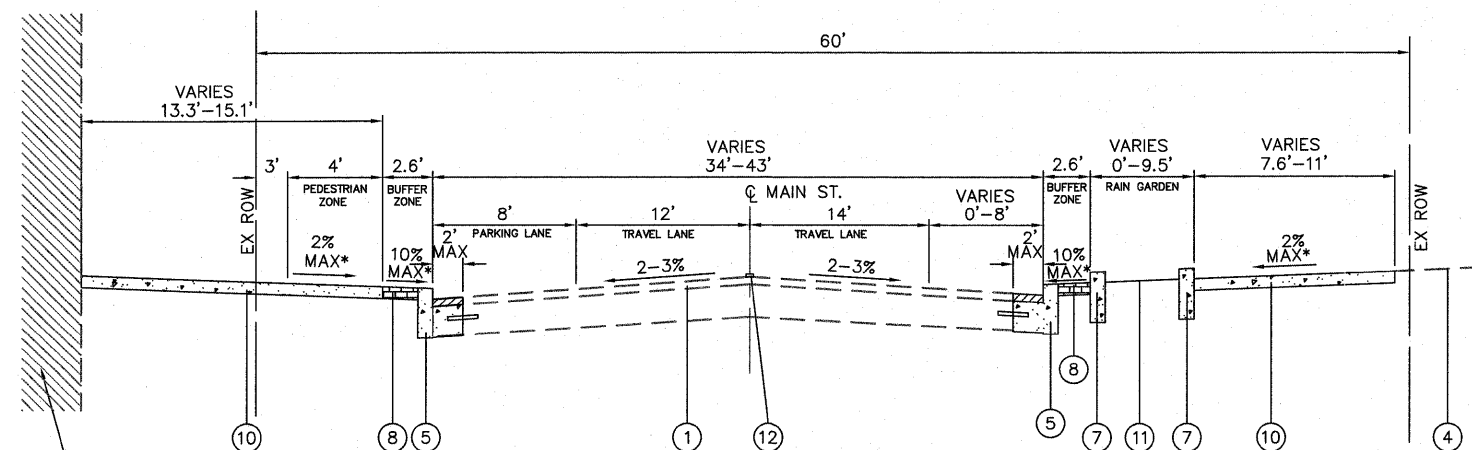 60'
VARIES
13.3'-15.1'
3'
4'
PEDESTRIAN
ZONE
2.6'
BUFFER
ZONE
VARIES
34'-43'
℄ MAIN ST.
2.6'
BUFFER
ZONE
VARIES
0'-9.5'
RAIN GARDEN
VARIES
7.6'-11'
EX ROW
EX ROW
8'
PARKING LANE
12'
TRAVEL LANE
14'
TRAVEL LANE
VARIES
0'-8'
2%
MAX*
10%
MAX*
2'
MAX
2-3%
2-3%
2'
MAX
10%
MAX*
2%
MAX*
8
10
8
5
1
12
5
7
11
7
10
4